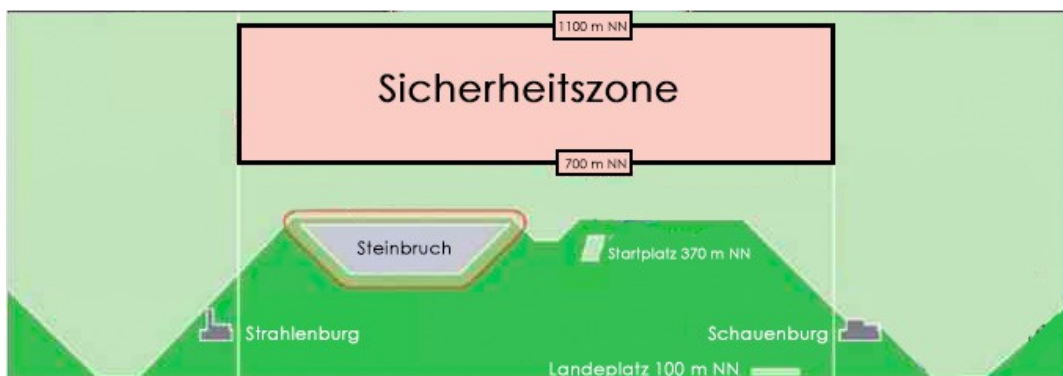 1100 m NN
Sicherheitszone
700 m NN
Steinbruch
Startplatz 370 m NN
Strahlenburg
Schauenburg
Landeplatz 100 m NN